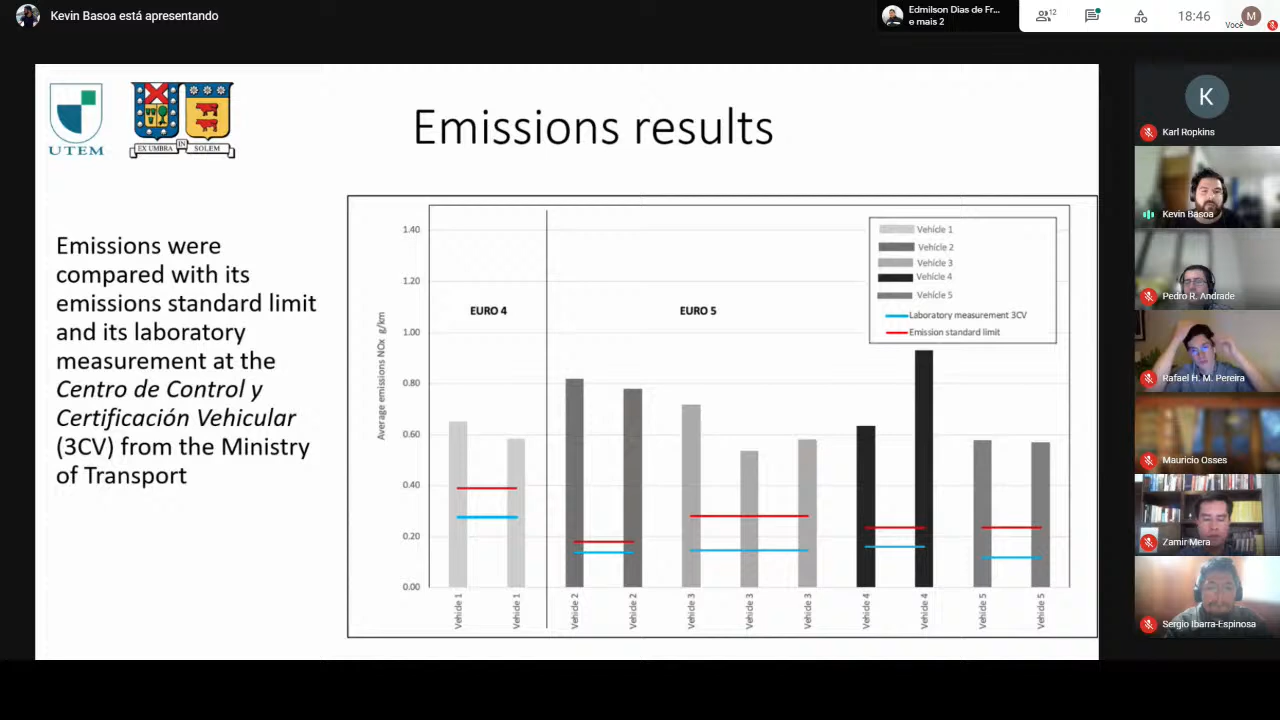 Kevin Basoa está apresentando
Edmilson Dias de Fr...
e mais 2
12
18:46
Você
M
UTEM
EX UMBRA IN SOLEM
Emissions results
Emissions were
compared with its
emissions standard limit
and its laboratory
measurement at the
Centro de Control y
Certificación Vehicular
(3CV) from the Ministry
of Transport
Average emissions NOx g/km
1.40
1.20
1.00
0.80
0.60
0.40
0.20
0.00
EURO 4
EURO 5
Vehicle 1
Vehicle 2
Vehicle 3
Vehicle 4
Vehicle 5
Laboratory measurement 3CV
Emission standard limit
Vehicle 1
Vehicle 1
Vehicle 2
Vehicle 2
Vehicle 3
Vehicle 3
Vehicle 3
Vehicle 4
Vehicle 4
Vehicle 5
Vehicle 5
K
Karl Ropkins
Kevin Basoa
Pedro R. Andrade
Rafael H. M. Pereira
Mauricio Osses
Zamir Mera
Sergio Ibarra-Espinosa